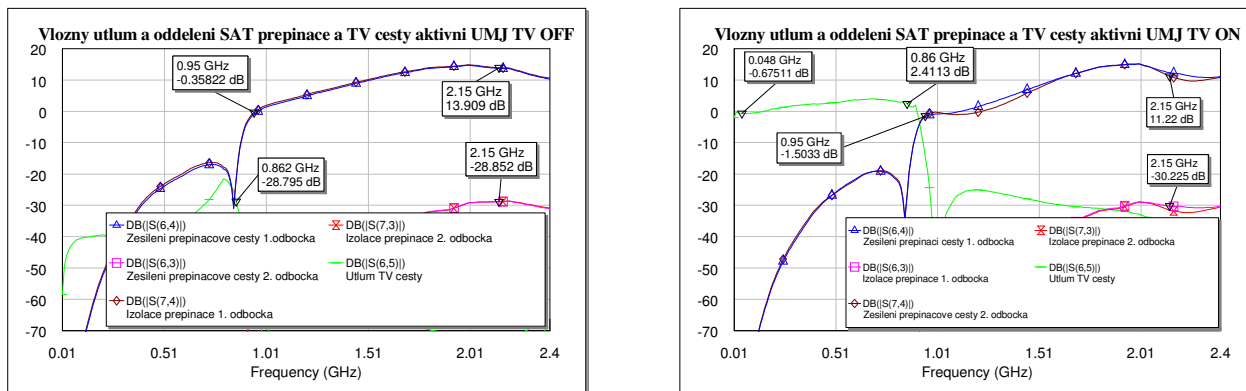 Vlozny utlum a oddeleni SAT prepinace a TV cesty aktivni UMJ TV OFF
20
10
0
-10
-20
-30
-40
-50
-60
-70
0.95 GHz
-0.35822 dB
2.15 GHz
13.909 dB
0.862 GHz
-28.795 dB
2.15 GHz
-28.852 dB
DB(|S(6,4)|)
Zesileni prepinacove cesty 1.odbocka
DB(|S(7,3)|)
Izolace prepinace 2. odbocka
DB(|S(6,3)|)
Zesileni prepinacove cesty 2. odbocka
DB(|S(6,5)|)
Utlum TV cesty
DB(|S(7,4)|)
Izolace prepinace 1. odbocka
0.01 0.51 1.01 1.51 2.01 2.4
Frequency (GHz)
Vlozny utlum a oddeleni SAT prepinace a TV cesty aktivni UMJ TV ON
20
10
0
-10
-20
-30
-40
-50
-60
-70
0.048 GHz
-0.67511 dB
0.86 GHz
2.4113 dB
0.95 GHz
-1.5033 dB
2.15 GHz
11.22 dB
2.15 GHz
-30.225 dB
DB(|S(6,4)|)
Zesileni prepinaci cesty 1. odbocka
DB(|S(7,3)|)
Izolace prepinace 2. odbocka
DB(|S(6,3)|)
Izolace prepinace 1. odbocka
DB(|S(6,5)|)
Utlum TV cesty
DB(|S(7,4)|)
Zesileni prepinacove cesty 2. odbocka
0.01 0.51 1.01 1.51 2.01 2.4
Frequency (GHz)